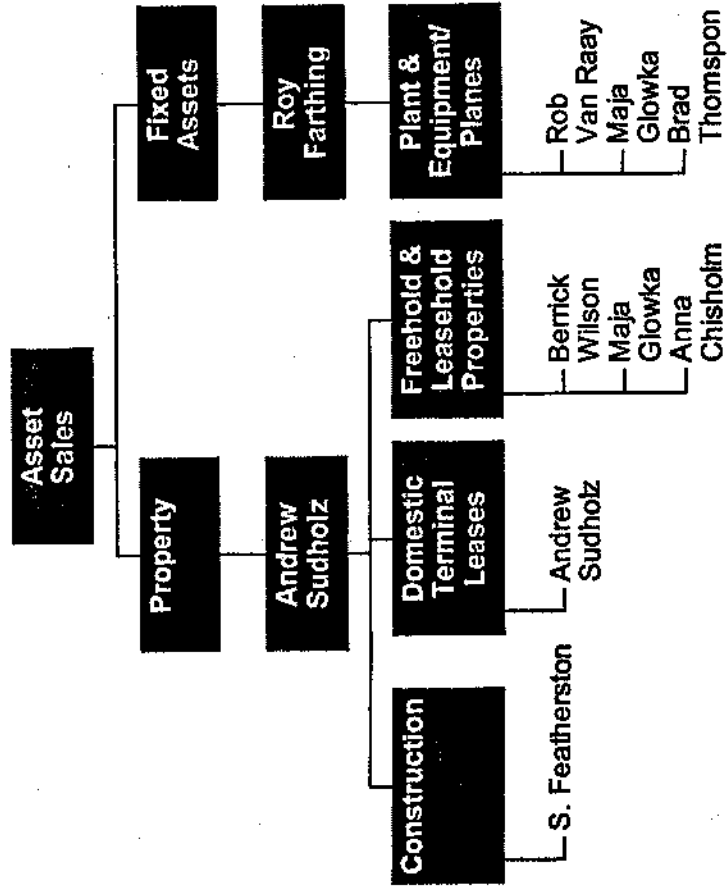 Asset
Sales
Property
Fixed
Assets
Andrew
Sudholz
Roy
Farthing
Construction
Domestic
Terminal
Leases
Freehold &
Leasehold
Properties
Plant &
Equipment/
Planes
S. Featherston
Andrew
Sudholz
Berrick
Wilson
Maja
Glowka
Anna
Chisholm
Rob
Van Raay
Maja
Glowka
Brad
Thomspon